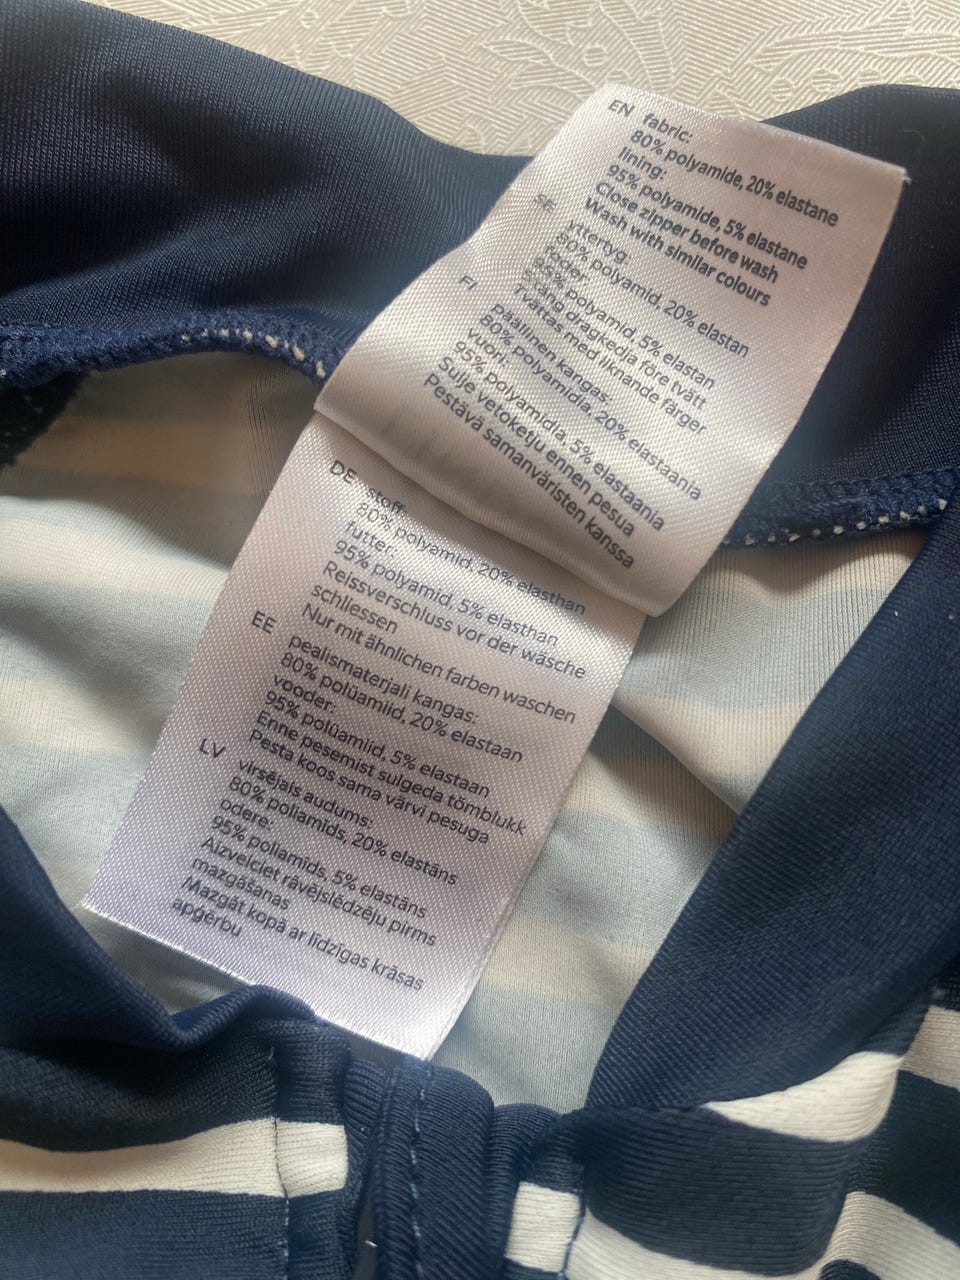 EN fabric:
80% polyamide, 20% elastane
lining:
95% polyamide, 5% elastane
Close zipper before wash
Wash with similar colours
SE yttertyg:
80% polyamid, 20% elastan
foder:
95% polyamid, 5% elastan
Stäng dragkedja före tvätt
Tvättas med liknande färger
FI päällinen kangas:
80% polyamidia, 20% elastaania
vuori:
95% polyamidia, 5% elastaania
Sulje vetoketju ennen pesua
Pestävä samanväristen kanssa
DE stoff:
80% polyamid, 20% elasthan
futter:
95% polyamid, 5% elasthan
Reissverschluss vor der wäsche
schliessen
Nur mit ähnlichen farben waschen
EE pealismaterjali kangas:
80% polüamiid, 20% elastaan
vooder:
95% polüamiid, 5% elastaan
Enne pesemist sulgeda tõmblukk
Pesta koos sama värvi pesuga
LV virsējais audums:
80% poliamīds, 20% elastāns
odere:
95% poliamīds, 5% elastāns
Aizveiciet rāvējslēdzēju pirms
mazgāšanas
Mazgāt kopā ar līdzīgas krāsas
apģērbu